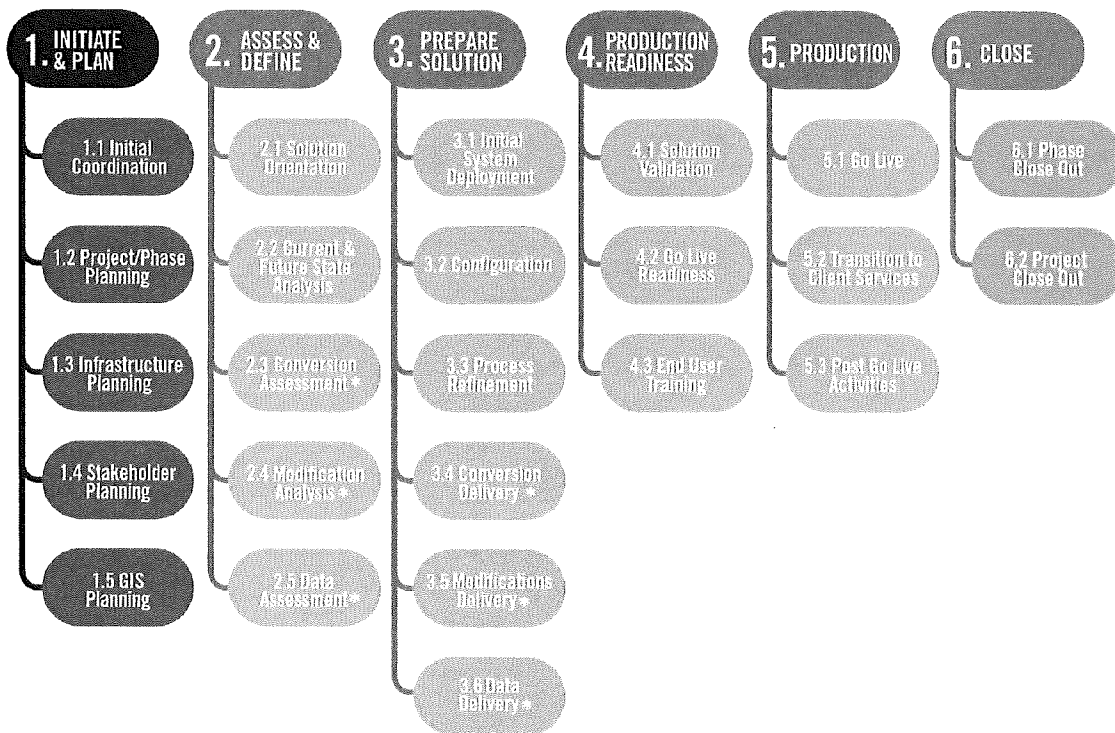 1. INITIATE
& PLAN
1.1 Initial
Coordination
1.2 Project/Phase
Planning
1.3 Infrastructure
Planning
1.4 Stakeholder
Planning
1.5 GIS
Planning
2. ASSESS &
DEFINE
2.1 Solution
Orientation
2.2 Current &
Future State
Analysis
2.3 Conversion
Assessment*
2.4 Modification
Analysis*
2.5 Data
Assessment*
3. PREPARE
SOLUTION
3.1 Initial
System
Deployment
3.2 Configuration
3.3 Process
Refinement
3.4 Conversion
Delivery*
3.5 Modifications
Delivery*
3.6 Data
Delivery*
4. PRODUCTION
READINESS
4.1 Solution
Validation
4.2 Go Live
Readiness
4.3 End User
Training
5. PRODUCTION
5.1 Go Live
5.2 Transition to
Client Services
5.3 Post Go Live
Activities
6. CLOSE
6.1 Phase
Close Out
6.2 Project
Close Out